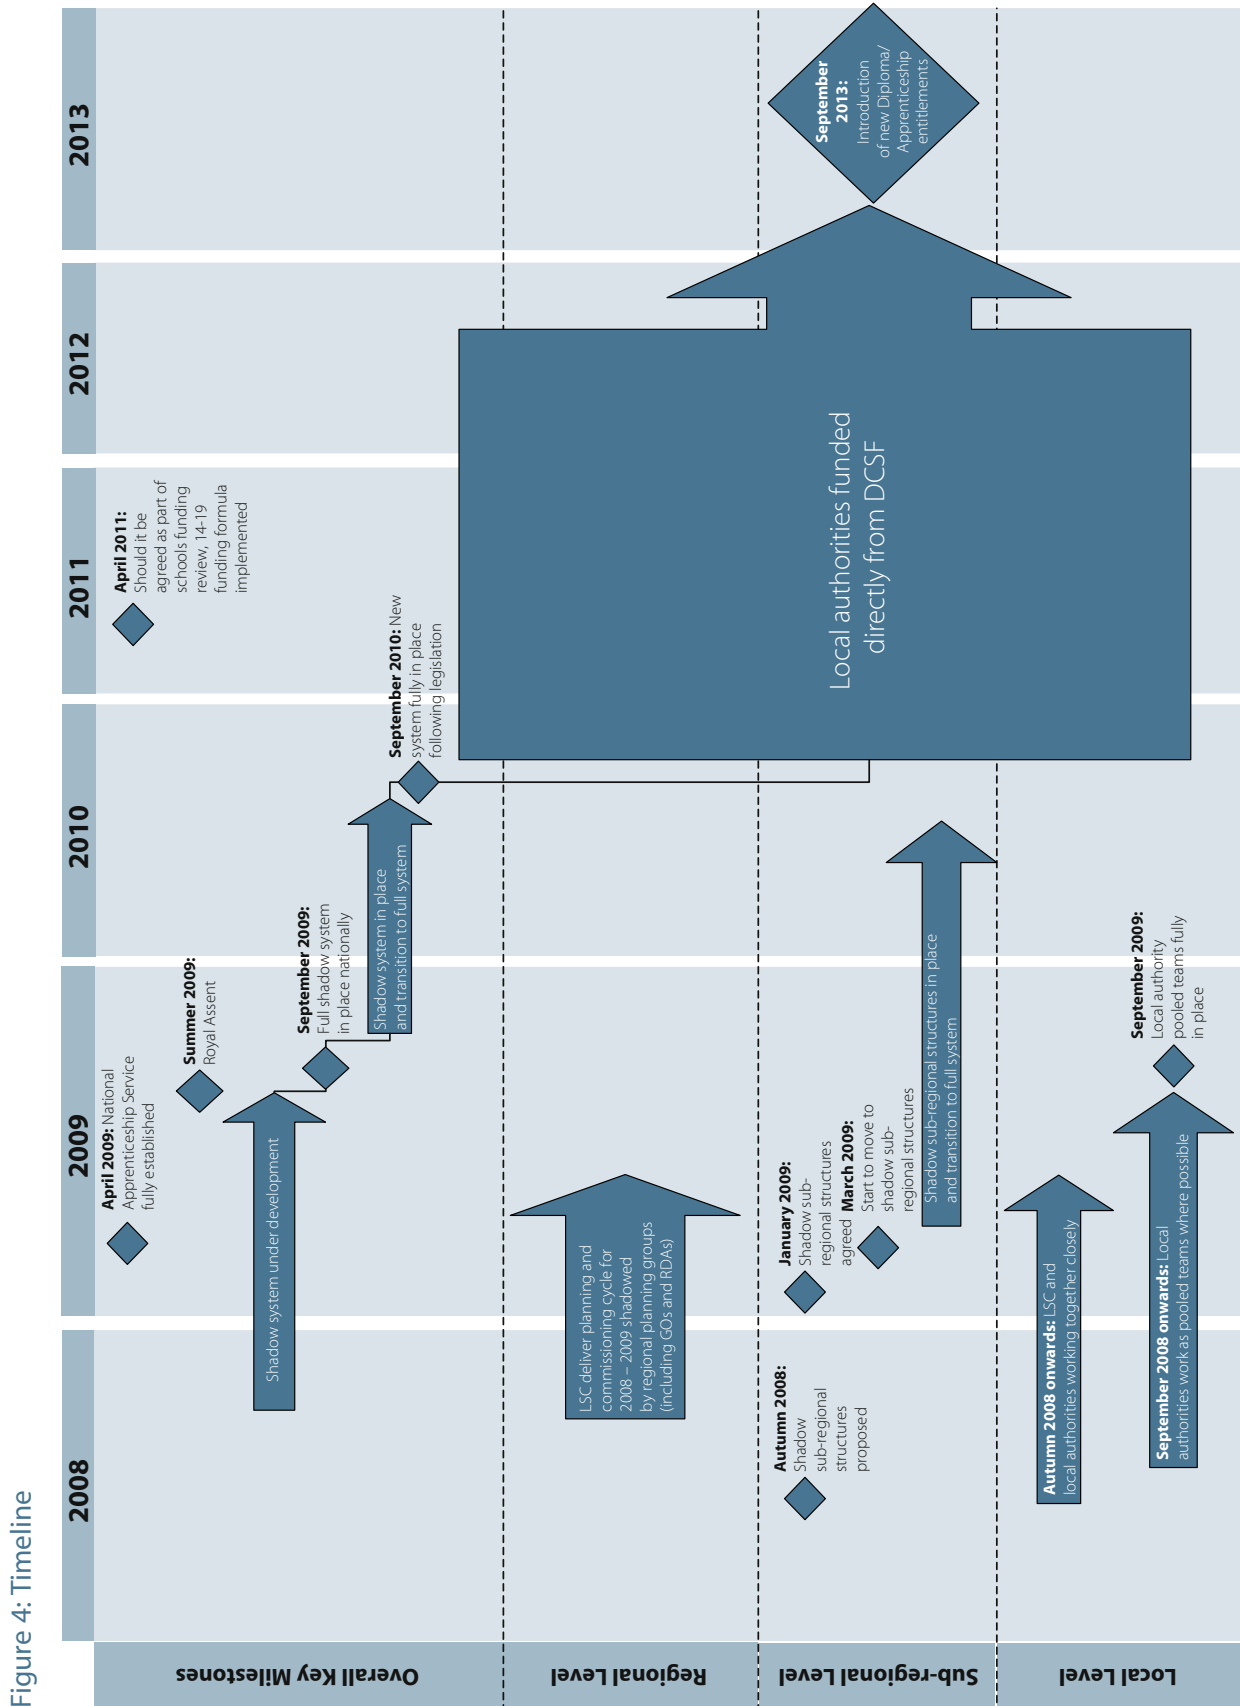 Figure 4: Timeline
2008
2009
2010
2011
2012
2013
Overall Key Milestones
April 2009: National
Apprenticeship Service
fully established
Summer 2009:
Royal Assent
Shadow system under development
September 2009:
Full shadow system
in place nationally
Shadow system in place
and transition to full system
September 2010: New
system fully in place
following legislation
April 2011:
Should it be
agreed as part of
schools funding
review, 14-19
funding formula
implemented
Regional Level
LSC deliver planning and
commissioning cycle for
2008 – 2009 shadowed
by regional planning groups
(including GOs and RDAs)
Sub-regional Level
Autumn 2008:
Shadow
sub-regional
structures
proposed
January 2009:
Shadow sub-
regional structures
agreed
March 2009:
Start to move to
shadow sub-
regional structures
Shadow sub-regional structures in place
and transition to full system
Local authorities funded
directly from DCSF
September
2013:
Introduction
of new Diploma/
Apprenticeship
entitlements
Local Level
Autumn 2008 onwards: LSC and
local authorities working together closely
September 2008 onwards: Local
authorities work as pooled teams where possible
September 2009:
Local authority
pooled teams fully
in place